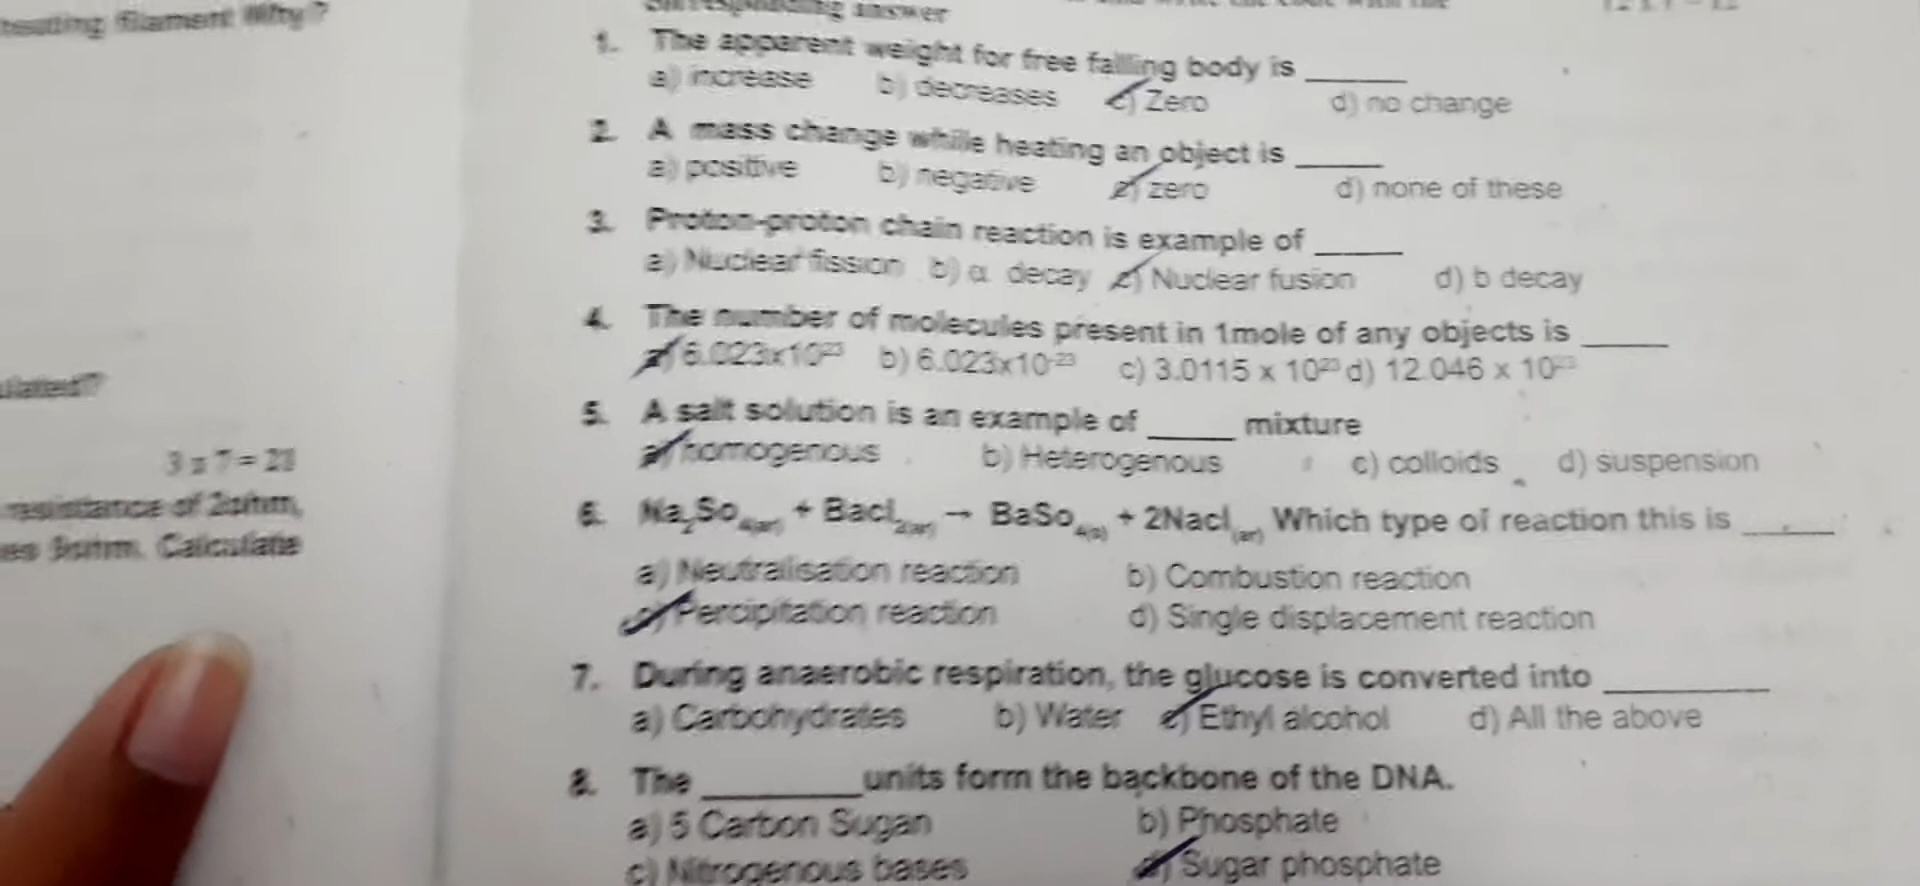 heating filament Why?
3 x 7 = 21
resistance of 2ohm,
Calculate
answer
1. The apparent weight for free falling body is ______
a) increase b) decreases c) Zero d) no change
2. A mass change while heating an object is ______
a) positive b) negative c) zero d) none of these
3. Proton-proton chain reaction is example of ______
a) Nuclear fission b) α decay c) Nuclear fusion d) b decay
4. The number of molecules present in 1mole of any objects is ______
a) 6.023x10²³ b) 6.023x10⁻²³ c) 3.0115 x 10²³ d) 12.046 x 10²³
5. A salt solution is an example of ______ mixture
a) homogenous b) Heterogenous c) colloids d) suspension
6. Na₂So₄(ar) + Bacl₂(ar) → BaSo₄(s) + 2Nacl(ar) Which type of reaction this is ______
a) Neutralisation reaction b) Combustion reaction
c) Percipitation reaction d) Single displacement reaction
7. During anaerobic respiration, the glucose is converted into ______
a) Carbohydrates b) Water c) Ethyl alcohol d) All the above
8. The ______ units form the backbone of the DNA.
a) 5 Carbon Sugan b) Phosphate
c) Nitrogenous bases d) Sugar phosphate